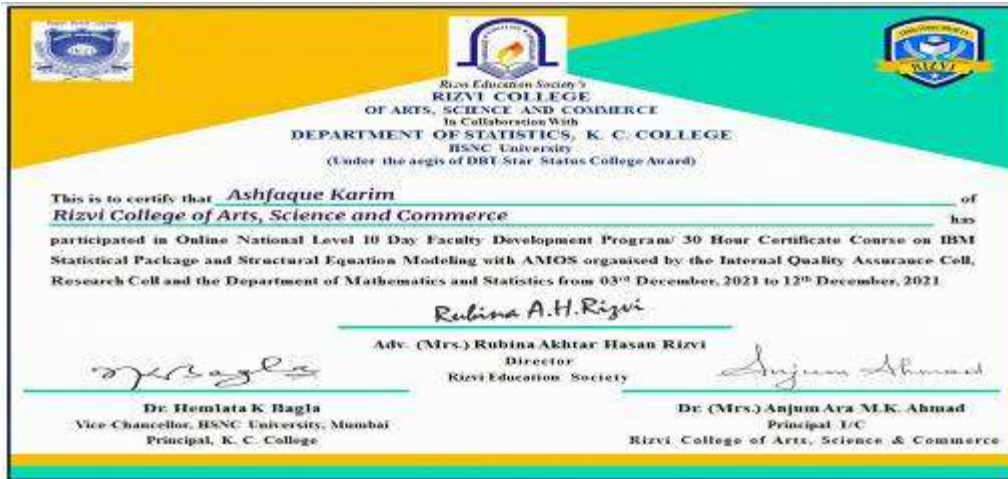 RIZVI
Rizvi Education Society's
RIZVI COLLEGE
OF ARTS, SCIENCE AND COMMERCE
In Collaboration With
DEPARTMENT OF STATISTICS, K. C. COLLEGE
HSNC University
(Under the aegis of DBT Star Status College Award)
This is to certify that Ashfaque Karim of
Rizvi College of Arts, Science and Commerce has
participated in Online National Level 10 Day Faculty Development Program/ 30 Hour Certificate Course on IBM
Statistical Package and Structural Equation Modeling with AMOS organised by the Internal Quality Assurance Cell,
Research Cell and the Department of Mathematics and Statistics from 03rd December, 2021 to 12th December, 2021
Rubina A.H.Rizvi
Adv. (Mrs.) Rubina Akhtar Hasan Rizvi
Director
Rizvi Education Society
Anjum Ahmad
Dr. Hemlata K Bagla
Vice-Chancellor, HSNC University, Mumbai
Principal, K. C. College
Dr. (Mrs.) Anjum Ara M.K. Ahmad
Principal I/C
Rizvi College of Arts, Science & Commerce